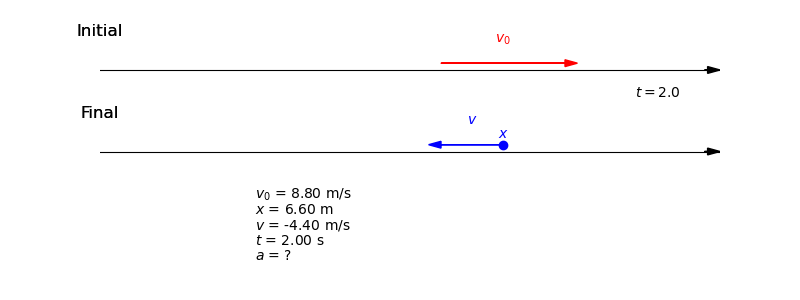 Initial
v₀
t = 2.0
Final
v
x
v₀ = 8.80 m/s
x = 6.60 m
v = -4.40 m/s
t = 2.00 s
a = ?